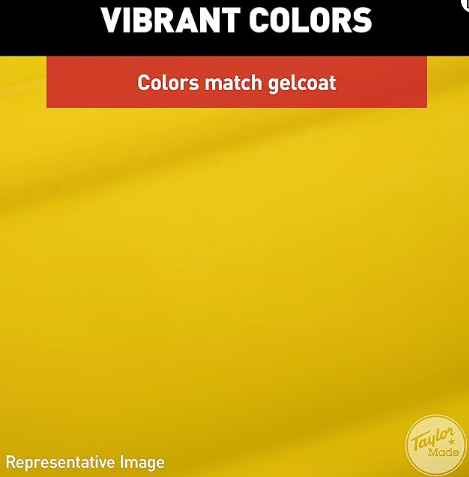 VIBRANT COLORS
Colors match gelcoat
Taylor
Made
Representative Image